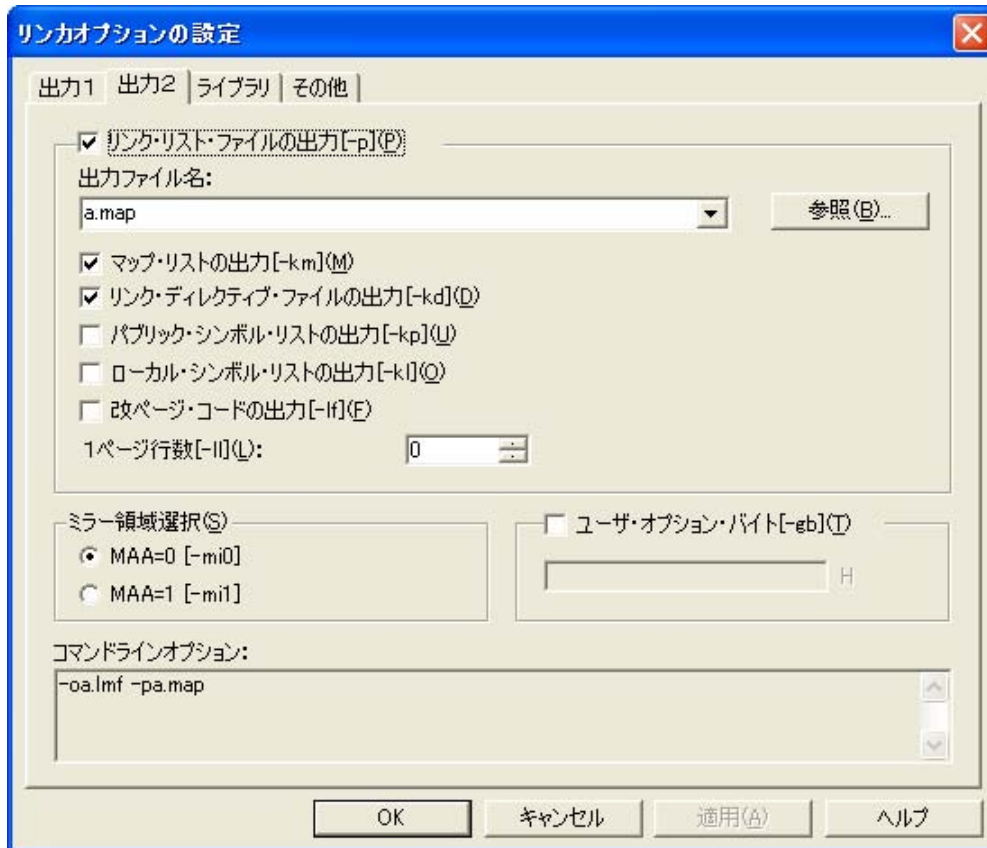 リンカオプションの設定
出力1 出力2 ライブラリ その他
リンク・リスト・ファイルの出力[-p](P)
出力ファイル名:
a.map
参照(B)...
マップ・リストの出力[-km](M)
リンク・ディレクティブ・ファイルの出力[-kd](D)
パブリック・シンボル・リストの出力[-kp](U)
ローカル・シンボル・リストの出力[-kl](O)
改ページ・コードの出力[-lf](F)
1ページ行数[-ll](L): 0
ミラー領域選択(S)
MAA=0 [-mi0]
MAA=1 [-mi1]
ユーザ・オプション・バイト[-gb](T)
H
コマンドラインオプション:
-oa.lmf -pa.map
OK キャンセル 適用(A) ヘルプ